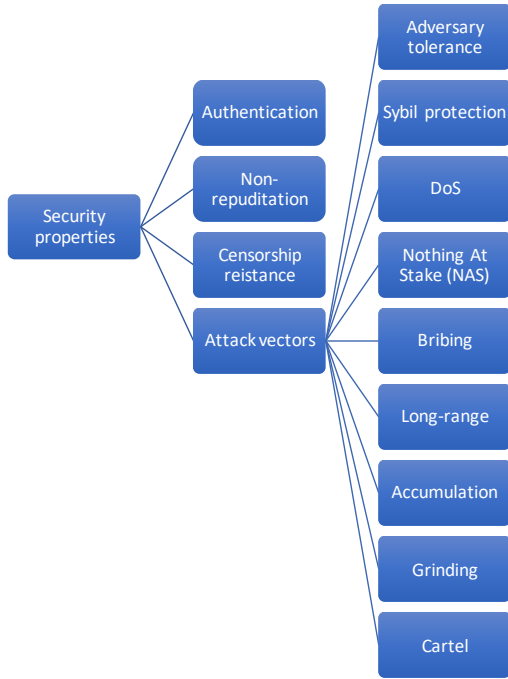 Security
properties
Authentication
Non-
repuditation
Censorship
reistance
Attack vectors
Adversary
tolerance
Sybil protection
DoS
Nothing At
Stake (NAS)
Bribing
Long-range
Accumulation
Grinding
Cartel